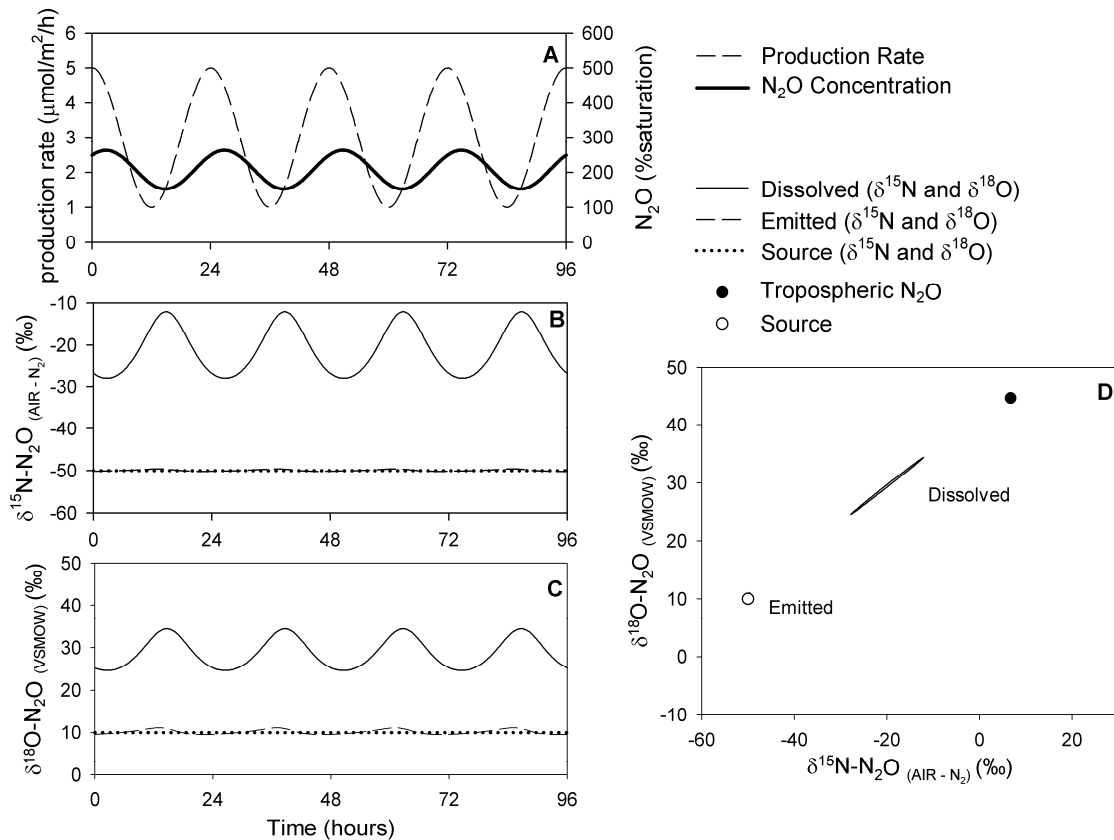 A
production rate (μmol/m²/h)
6
5
4
3
2
1
0
600
500
400
300
200
100
0
N₂O (%saturation)
0 24 48 72 96
Production Rate
N₂O Concentration
Dissolved (δ¹⁵N and δ¹⁸O)
Emitted (δ¹⁵N and δ¹⁸O)
Source (δ¹⁵N and δ¹⁸O)
Tropospheric N₂O
Source
B
δ¹⁵N-N₂O (AIR - N₂) (‰)
-10
-20
-30
-40
-50
-60
0 24 48 72 96
C
δ¹⁸O-N₂O (VSMOW) (‰)
50
40
30
20
10
0
-10
0 24 48 72 96
Time (hours)
D
δ¹⁸O-N₂O (VSMOW) (‰)
50
40
30
20
10
0
-10
Dissolved
Emitted
-60 -40 -20 0 20
δ¹⁵N-N₂O (AIR - N₂) (‰)